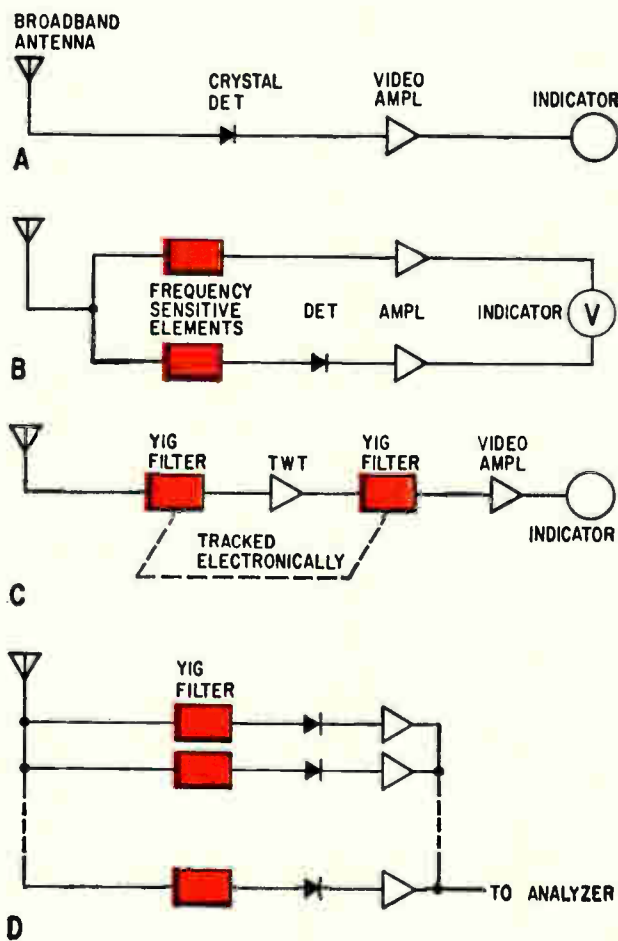 BROADBAND
ANTENNA
CRYSTAL
DET
VIDEO
AMPL
INDICATOR
A
FREQUENCY
SENSITIVE
ELEMENTS
DET
AMPL
INDICATOR
V
B
YIG
FILTER
TWT
YIG
FILTER
VIDEO
AMPL
TRACKED
ELECTRONICALLY
INDICATOR
C
YIG
FILTER
TO ANALYZER
D